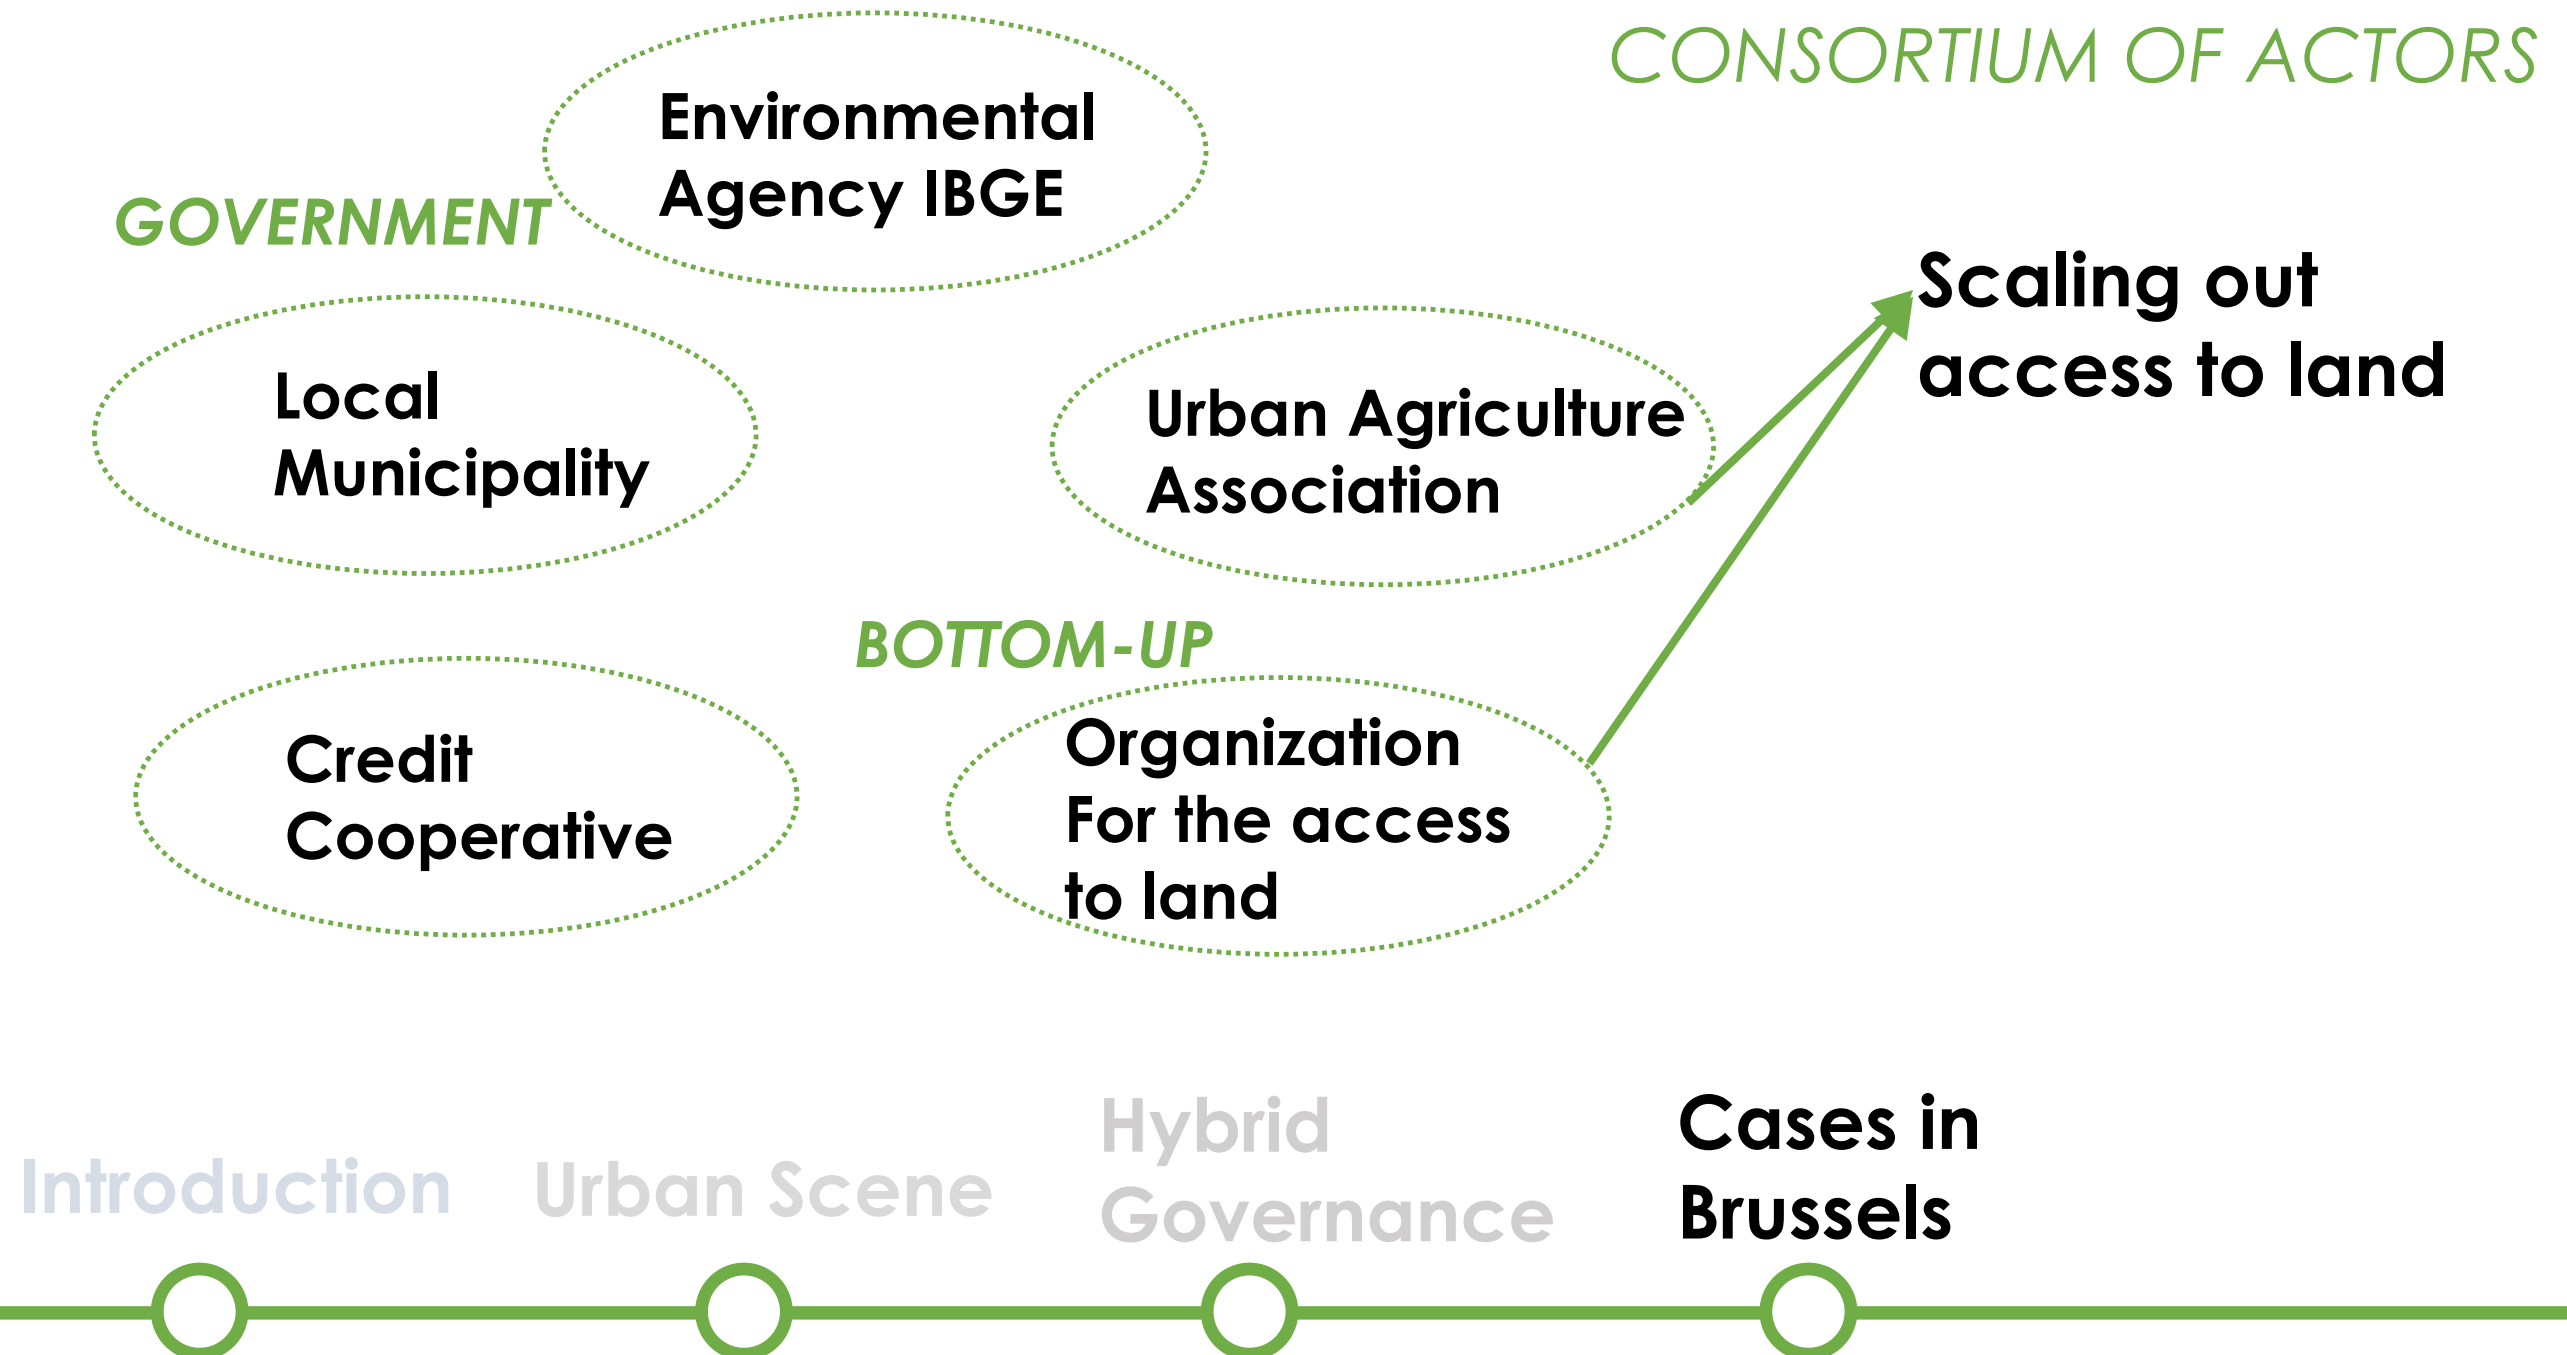 CONSORTIUM OF ACTORS
Environmental
Agency IBGE
GOVERNMENT
Scaling out
access to land
Local
Municipality
Urban Agriculture
Association
BOTTOM-UP
Credit
Cooperative
Organization
For the access
to land
Introduction
Urban Scene
Hybrid
Governance
Cases in
Brussels